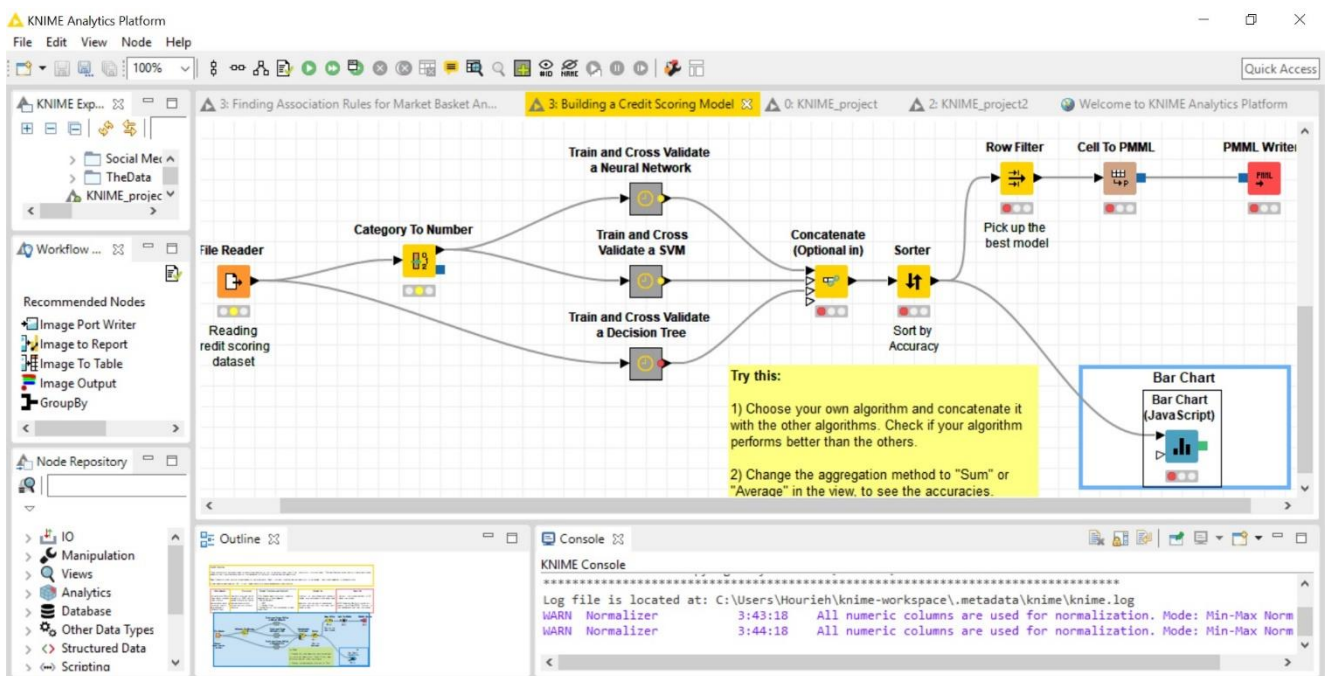 KNIME Analytics Platform
File Edit View Node Help
100%
Quick Access
KNIME Exp...
3: Finding Association Rules for Market Basket An...
3: Building a Credit Scoring Model
0: KNIME_project
2: KNIME_project2
Welcome to KNIME Analytics Platform
Social Mec
TheData
KNIME_projec
Workflow ...
Recommended Nodes
Image Port Writer
Image to Report
Image To Table
Image Output
GroupBy
Node Repository
IO
Manipulation
Views
Analytics
Database
Other Data Types
Structured Data
Scripting
File Reader
Reading
redit scoring
dataset
Category To Number
Train and Cross Validate
a Neural Network
Train and Cross
Validate a SVM
Train and Cross Validate
a Decision Tree
Concatenate
(Optional in)
Sorter
Sort by
Accuracy
Row Filter
Pick up the
best model
Cell To PMML
PMML Writer
PMML
Try this:
1) Choose your own algorithm and concatenate it
with the other algorithms. Check if your algorithm
performs better than the others.
2) Change the aggregation method to "Sum" or
"Average" in the view, to see the accuracies.
Bar Chart
Bar Chart
(JavaScript)
Outline
Console
KNIME Console
********************************************************************************
Log file is located at: C:\Users\Hourieh\knime-workspace\.metadata\knime\knime.log
WARN Normalizer 3:43:18 All numeric columns are used for normalization. Mode: Min-Max Norm
WARN Normalizer 3:44:18 All numeric columns are used for normalization. Mode: Min-Max Norm